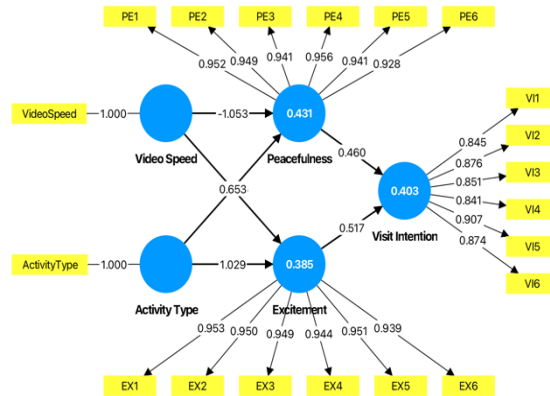 PE1 PE2 PE3 PE4 PE5 PE6
0.952 0.949 0.941 0.956 0.941 0.928
VideoSpeed 1.000 -1.053 0.431
Video Speed Peacefulness
0.460
0.653
0.403
Visit Intention
0.517
VI1
VI2
VI3
VI4
VI5
VI6
0.845
0.876
0.851
0.841
0.907
0.874
ActivityType 1.000 1.029 0.385
Activity Type Excitement
0.953 0.950 0.949 0.944 0.951 0.939
EX1 EX2 EX3 EX4 EX5 EX6